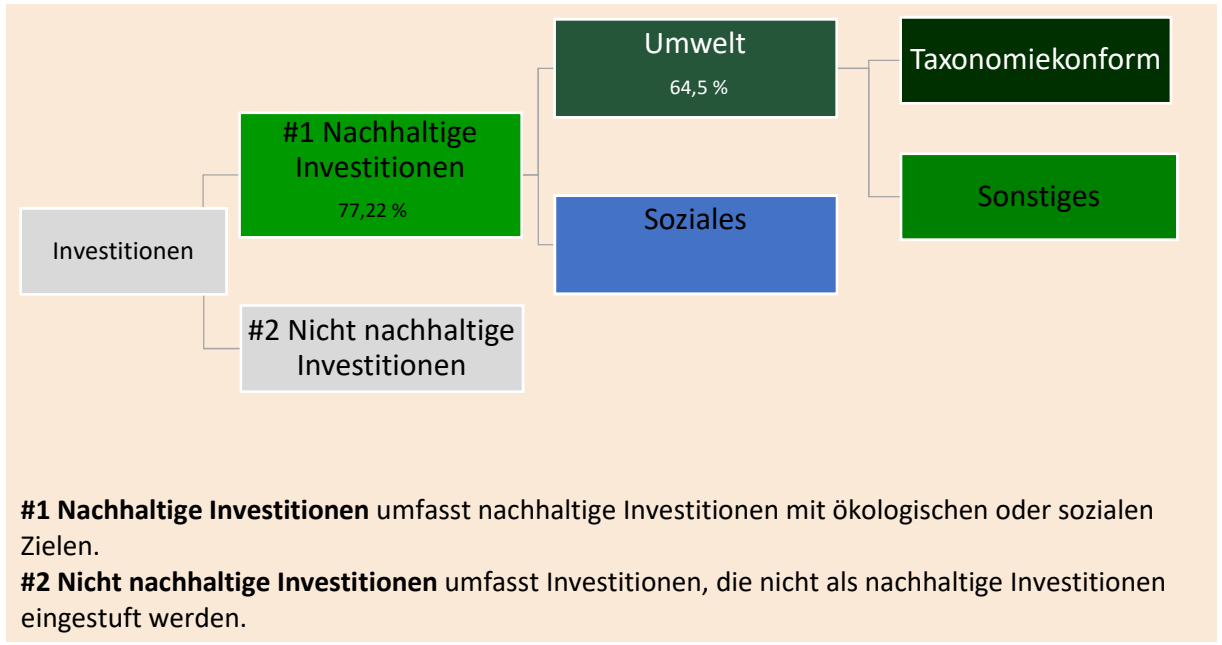 Umwelt
64,5 %
Taxonomiekonform
#1 Nachhaltige
Investitionen
77,22 %
Sonstiges
Soziales
Investitionen
#2 Nicht nachhaltige
Investitionen
#1 Nachhaltige Investitionen umfasst nachhaltige Investitionen mit ökologischen oder sozialen
Zielen.
#2 Nicht nachhaltige Investitionen umfasst Investitionen, die nicht als nachhaltige Investitionen
eingestuft werden.